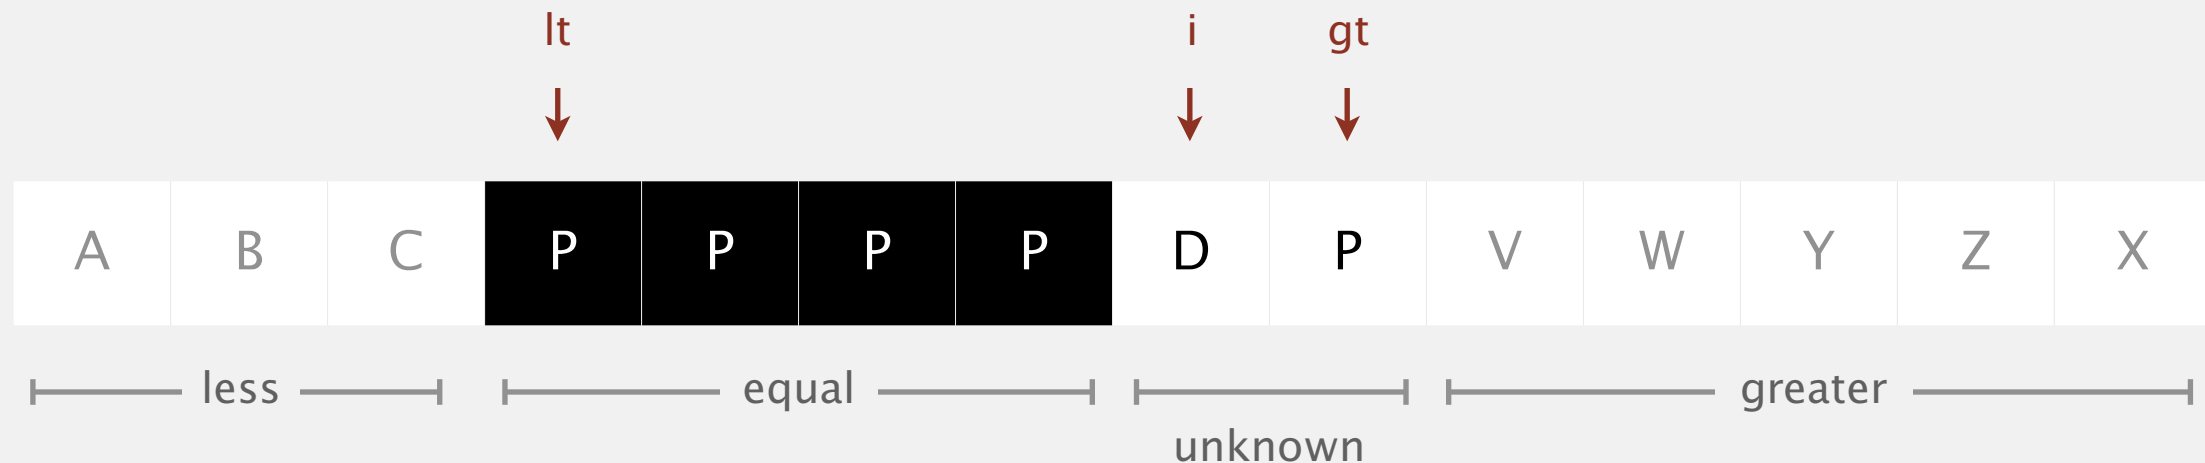 lt i gt
A B C P P P P D P V W Y Z X
less equal greater
unknown